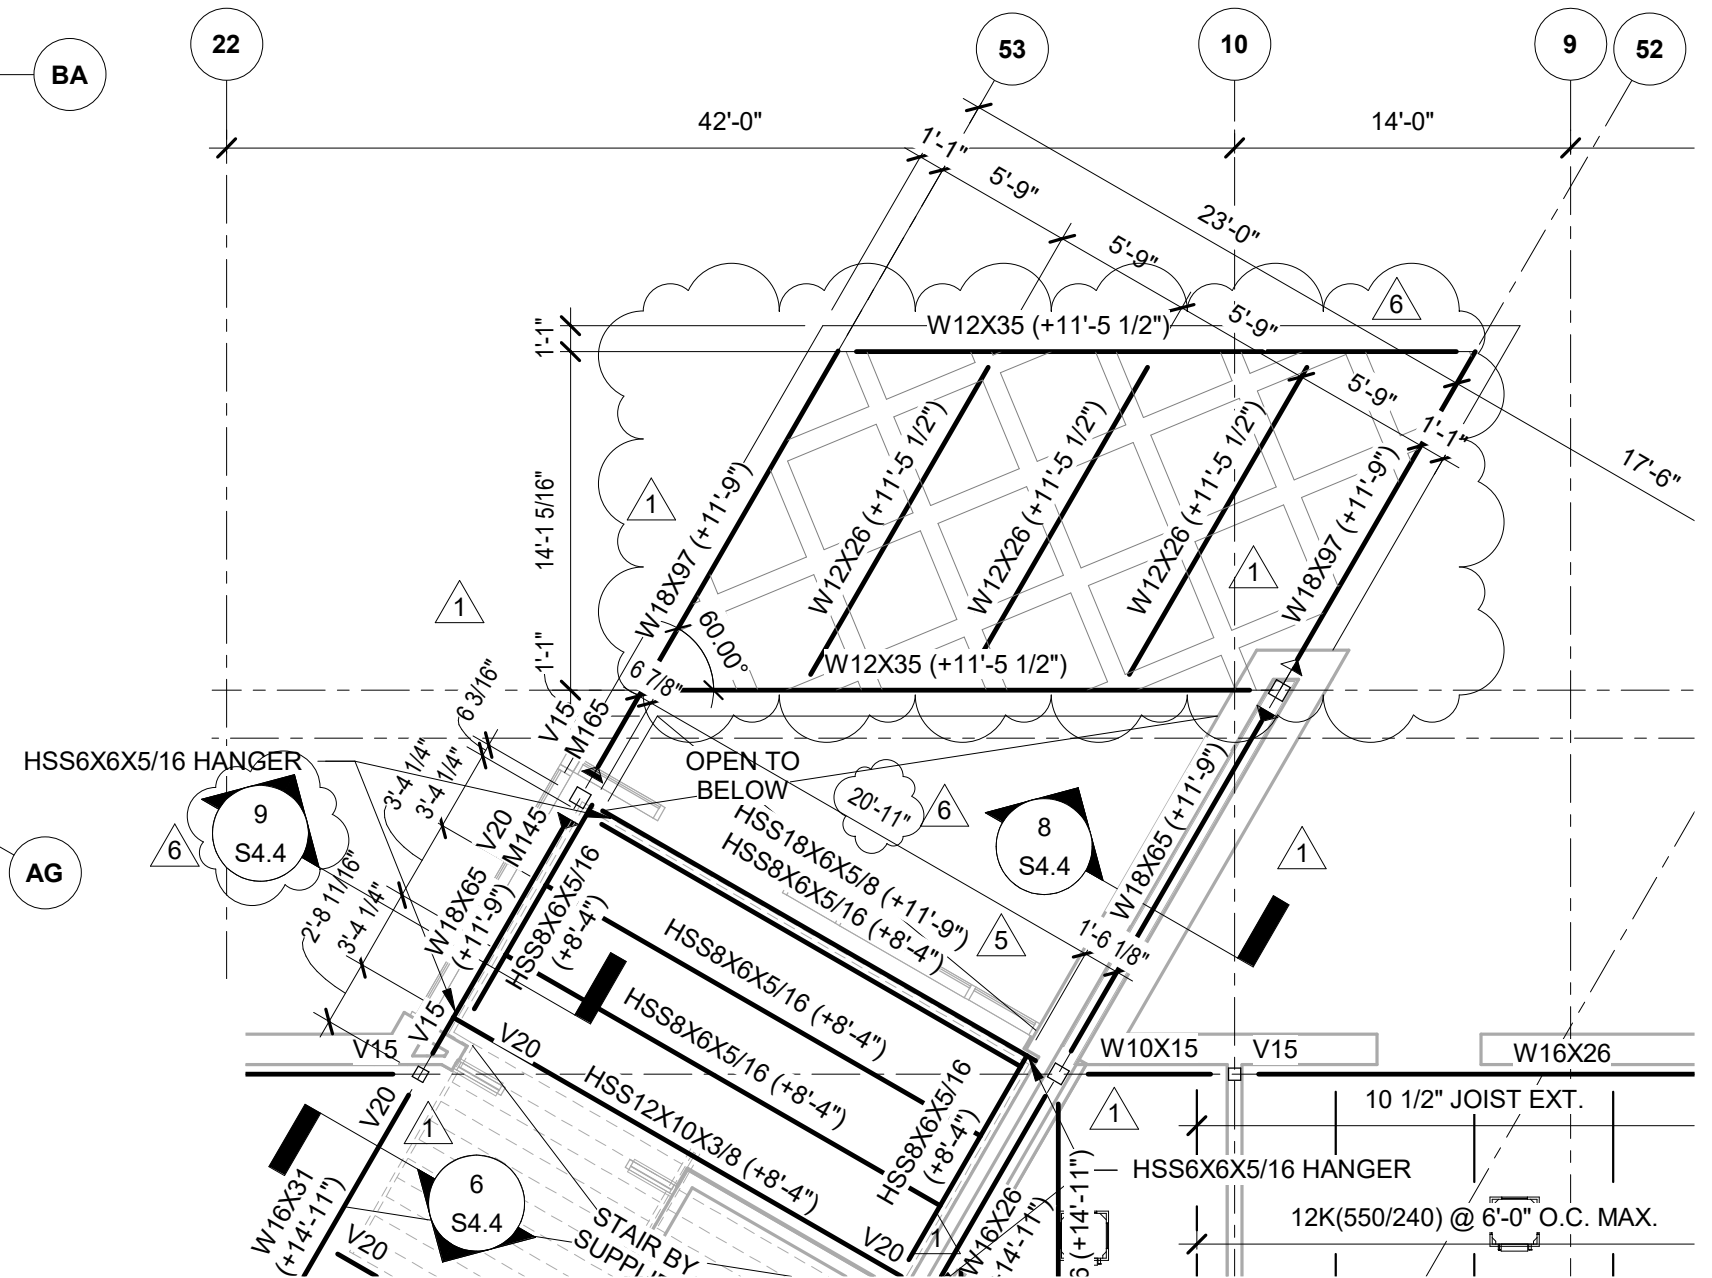 22
53
10
9
52
BA
42'-0"
14'-0"
1'-1"
5'-9"
23'-0"
5'-9"
6
1'-1"
W12X35 (+11'-5 1/2")
5'-9"
5'-9"
1'-1"
17'-6"
14'-1 5/16"
1
W18X97 (+11'-9")
W12X26 (+11'-5 1/2")
W12X26 (+11'-5 1/2")
W12X26 (+11'-5 1/2")
1
W18X97 (+11'-9")
1
60.00°
1'-1"
6 7/8"
W12X35 (+11'-5 1/2")
6 3/16"
V15
M165
HSS6X6X5/16 HANGER
3'-4 1/4"
3'-4 1/4"
OPEN TO
BELOW
20'-11"
6
9
S4.4
6
V20
M145
HSS18X6X5/8 (+11'-9")
HSS8X6X5/16 (+8'-4")
8
S4.4
W18X65 (+11'-9")
1
AG
2'-8 11/16"
3'-4 1/4"
W18X65
(+11'-9")
HSS8X6X5/16
(+8'-4")
HSS8X6X5/16 (+8'-4")
5
1'-6 1/8"
HSS8X6X5/16 (+8'-4")
V15
V15
V20
W10X15
V15
W16X26
HSS12X10X3/8 (+8'-4")
HSS8X6X5/16
(+8'-4")
10 1/2" JOIST EXT.
V20
1
1
HSS6X6X5/16 HANGER
6
S4.4
W16X31
(+14'-11")
V20
STAIR BY
V20
1
W16X26
(+14'-11")
12K(550/240) @ 6'-0" O.C. MAX.